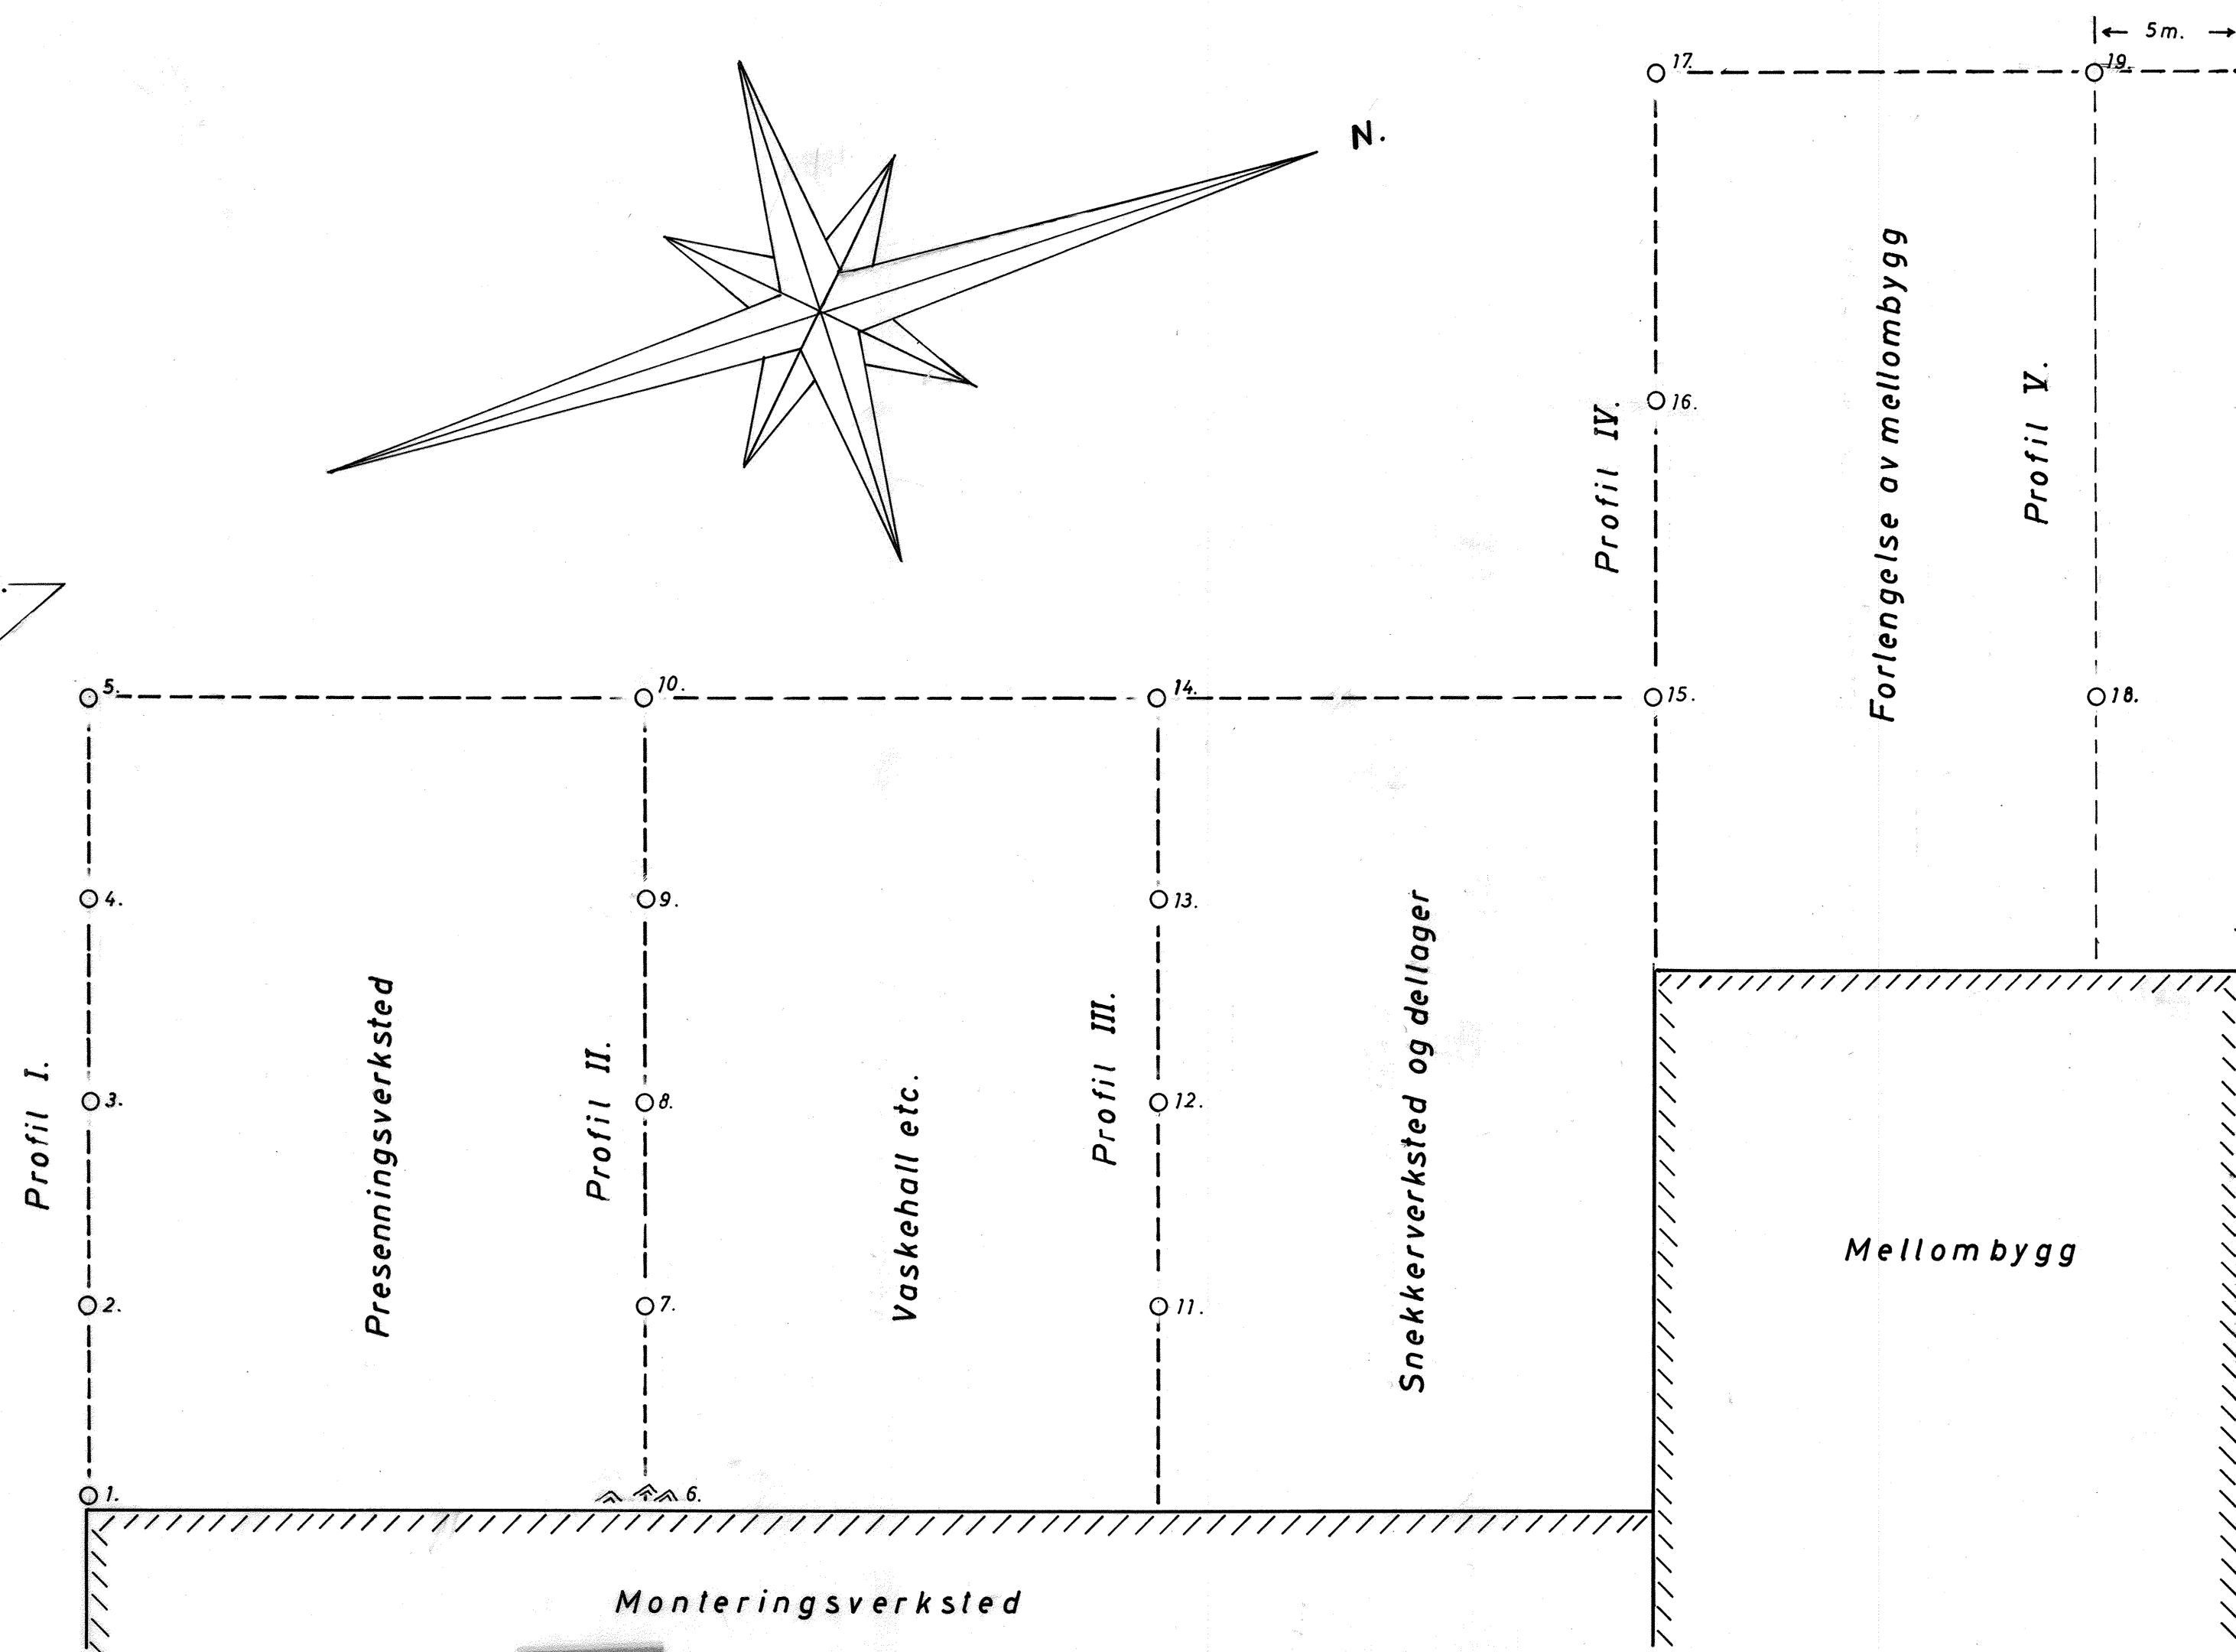 5m.
17.
19.
N.
16.
Profil IV.
Forlengelse av mellombygg
Profil V.
5.
10.
14.
15.
18.
4.
9.
13.
Profil I.
Presenningsverksted
Profil II.
Vaskehall etc.
Profil III.
Snekkerverksted og dellager
3.
8.
12.
Mellombygg
2.
7.
11.
1.
6.
Monteringsverksted